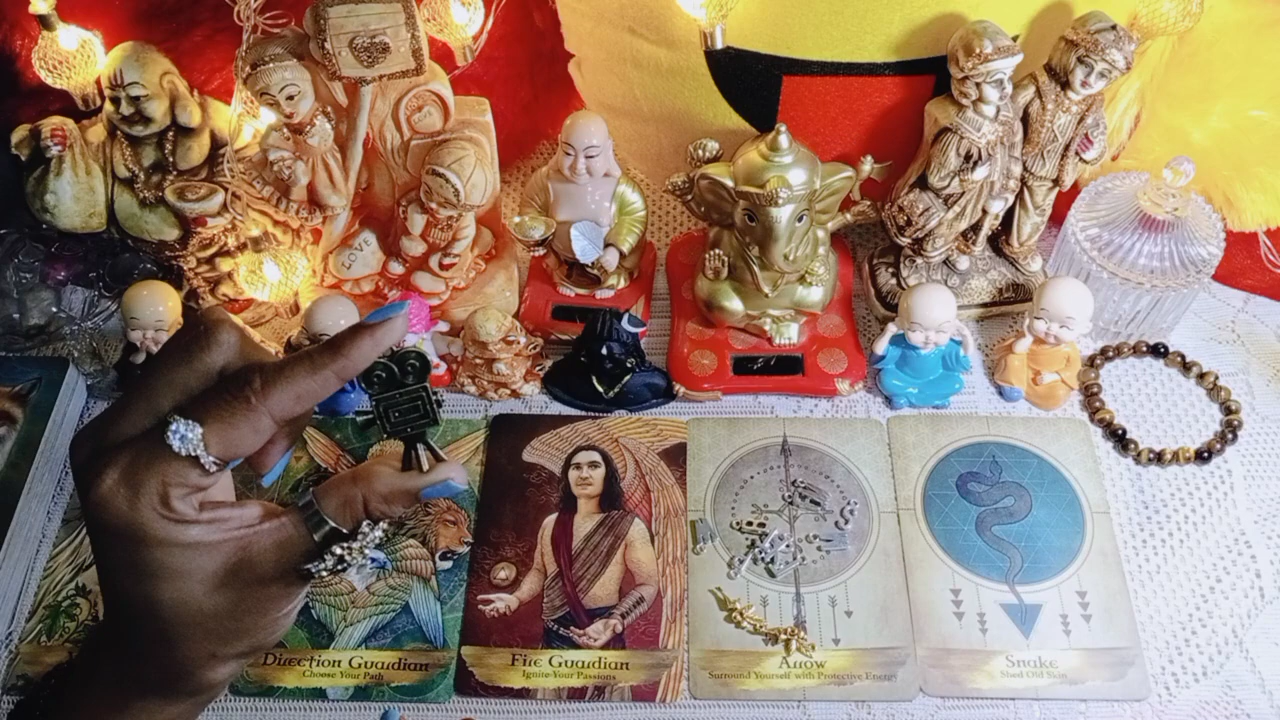 LOVE
Direction Guardian
Choose Your Path
Fire Guardian
Ignite Your Passions
Arrow
Surround Yourself with Protective Energy
Snake
Shed Old Skin